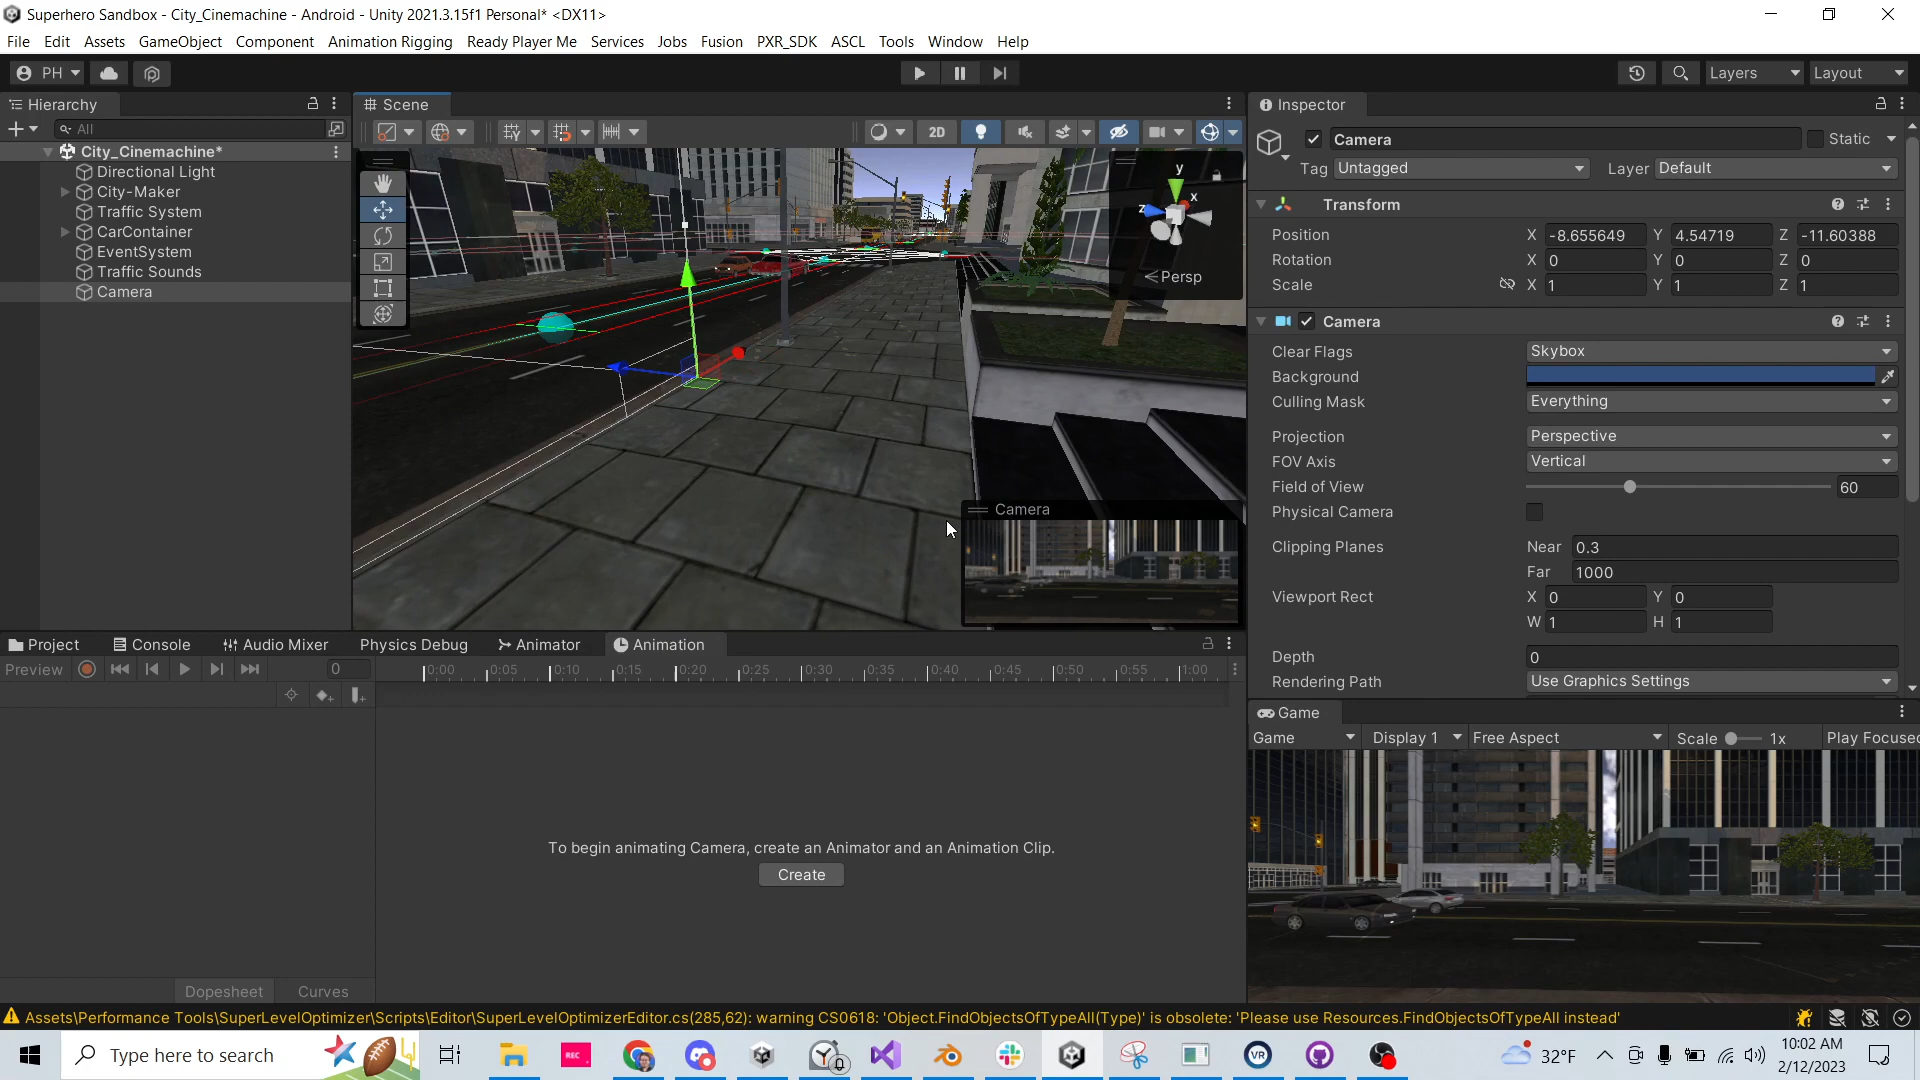 Superhero Sandbox - City_Cinemachine - Android - Unity 2021.3.15f1 Personal* <DX11>
File Edit Assets GameObject Component Animation Rigging Ready Player Me Services Jobs Fusion PXR_SDK ASCL Tools Window Help
PH Layers Layout
Hierarchy
All
City_Cinemachine*
Directional Light
City-Maker
Traffic System
CarContainer
EventSystem
Traffic Sounds
Camera
Scene
2D
y
x
z
Persp
Camera
Inspector
Camera Static
Tag Untagged Layer Default
Transform
Position X -8.655649 Y 4.54719 Z -11.60388
Rotation X 0 Y 0 Z 0
Scale X 1 Y 1 Z 1
Camera
Clear Flags Skybox
Background
Culling Mask Everything
Projection Perspective
FOV Axis Vertical
Field of View 60
Physical Camera
Clipping Planes Near 0.3
Far 1000
Viewport Rect X 0 Y 0
W 1 H 1
Depth 0
Rendering Path Use Graphics Settings
Project Console Audio Mixer Physics Debug Animator Animation
Preview 0 0:00 0:05 0:10 0:15 0:20 0:25 0:30 0:35 0:40 0:45 0:50 0:55 1:00
To begin animating Camera, create an Animator and an Animation Clip.
Create
Dopesheet Curves
Game
Game Display 1 Free Aspect Scale 1x Play Focused
Assets\Performance Tools\SuperLevelOptimizer\Scripts\Editor\SuperLevelOptimizerEditor.cs(285,62): warning CS0618: 'Object.FindObjectsOfTypeAll(Type)' is obsolete: 'Please use Resources.FindObjectsOfTypeAll instead'
Type here to search
REC
VR
32°F
10:02 AM
2/12/2023